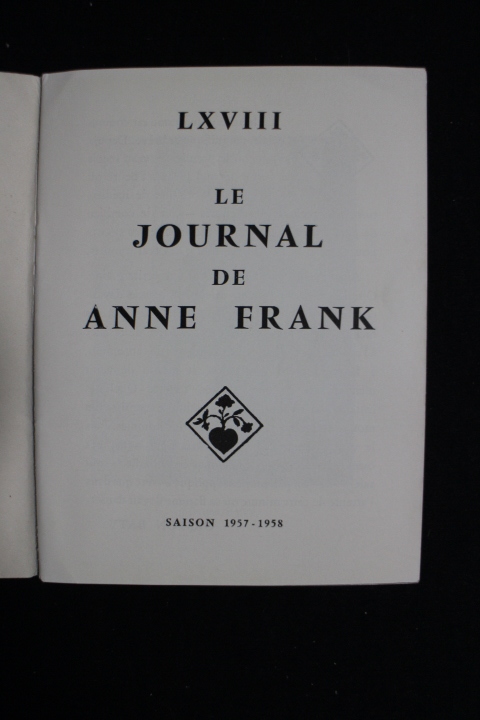 LXVIII
LE
JOURNAL
DE
ANNE FRANK
SAISON 1957-1958